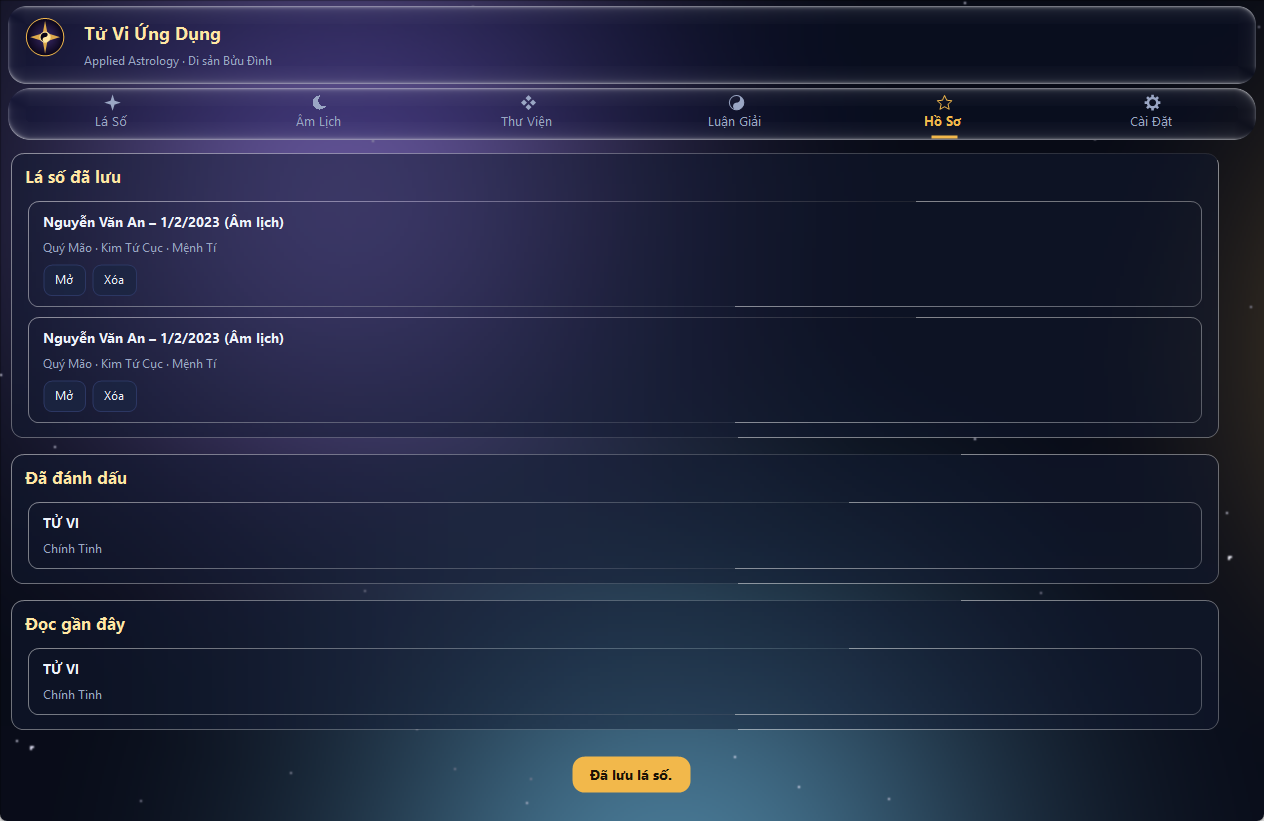 Tử Vi Ứng Dụng
Applied Astrology · Di sản Bửu Đình
Lá Số
Âm Lịch
Thư Viện
Luận Giải
Hồ Sơ
Cài Đặt
Lá số đã lưu
Nguyễn Văn An – 1/2/2023 (Âm lịch)
Quý Mão · Kim Tứ Cục · Mệnh Tí
Mở
Xóa
Nguyễn Văn An – 1/2/2023 (Âm lịch)
Quý Mão · Kim Tứ Cục · Mệnh Tí
Mở
Xóa
Đã đánh dấu
TỬ VI
Chính Tinh
Đọc gần đây
TỬ VI
Chính Tinh
Đã lưu lá số.